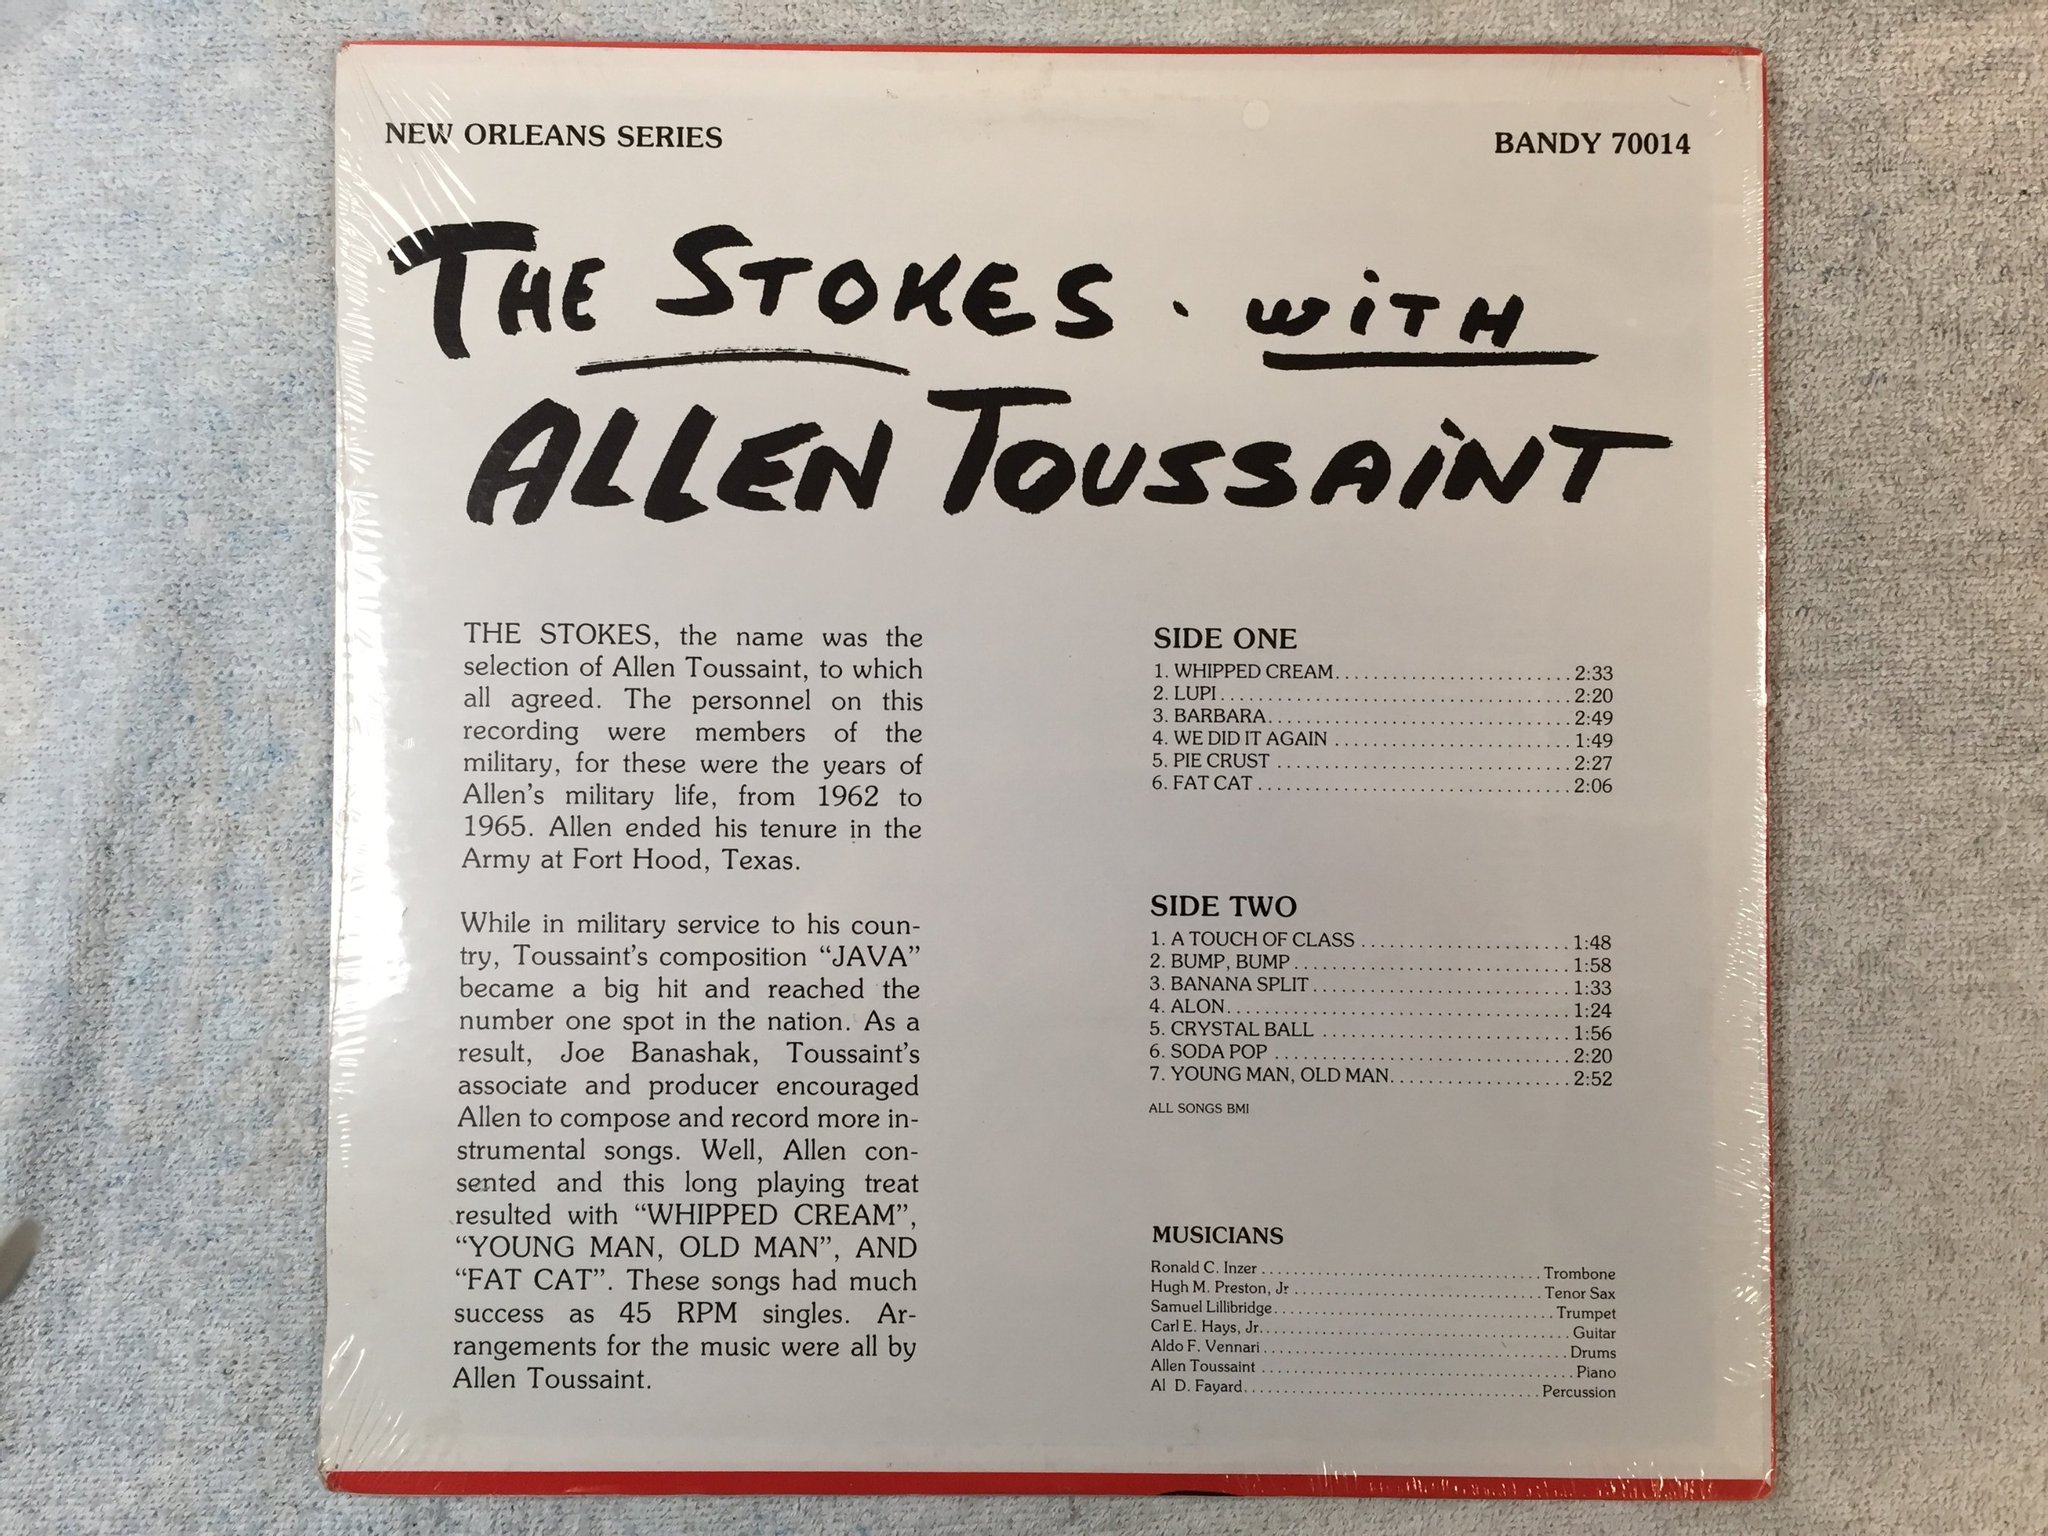 NEW ORLEANS SERIES
BANDY 70014
THE STOKES · WITH
ALLEN TOUSSAINT
THE STOKES, the name was the
selection of Allen Toussaint, to which
all agreed. The personnel on this
recording were members of the
military, for these were the years of
Allen's military life, from 1962 to
1965. Allen ended his tenure in the
Army at Fort Hood, Texas.
While in military service to his coun-
try, Toussaint's composition "JAVA"
became a big hit and reached the
number one spot in the nation. As a
result, Joe Banashak, Toussaint's
associate and producer encouraged
Allen to compose and record more in-
strumental songs. Well, Allen con-
sented and this long playing treat
resulted with "WHIPPED CREAM",
"YOUNG MAN, OLD MAN", AND
"FAT CAT". These songs had much
success as 45 RPM singles. Ar-
rangements for the music were all by
Allen Toussaint.
SIDE ONE
1. WHIPPED CREAM 2:33
2. LUPI 2:20
3. BARBARA 2:49
4. WE DID IT AGAIN 1:49
5. PIE CRUST 2:27
6. FAT CAT 2:06
SIDE TWO
1. A TOUCH OF CLASS 1:48
2. BUMP, BUMP 1:58
3. BANANA SPLIT 1:33
4. ALON 1:24
5. CRYSTAL BALL 1:56
6. SODA POP 2:20
7. YOUNG MAN, OLD MAN 2:52
ALL SONGS BMI
MUSICIANS
Ronald C. Inzer Trombone
Hugh M. Preston, Jr Tenor Sax
Samuel Lillibridge Trumpet
Carl E. Hays, Jr. Guitar
Aldo F. Vennari Drums
Allen Toussaint Piano
Al D. Fayard Percussion